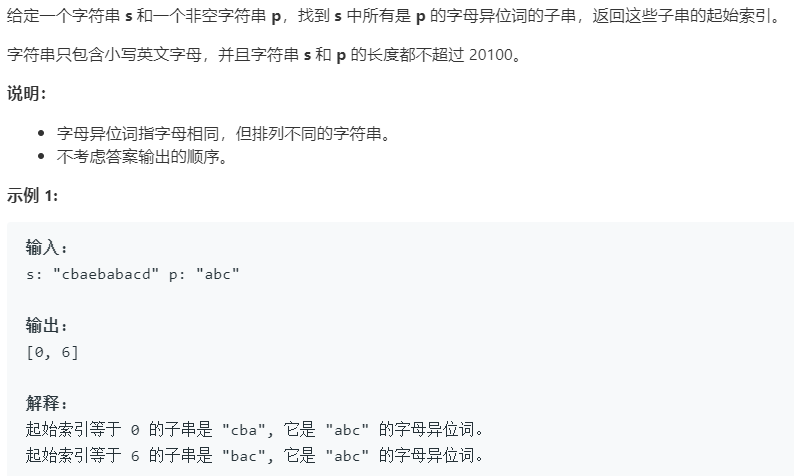 给定一个字符串 s 和一个非空字符串 p，找到 s 中所有是 p 的字母异位词的子串，返回这些子串的起始索引。
字符串只包含小写英文字母，并且字符串 s 和 p 的长度都不超过 20100。
说明：
• 字母异位词指字母相同，但排列不同的字符串。
• 不考虑答案输出的顺序。
示例 1:
输入：
s: "cbaebabacd" p: "abc"
输出：
[0, 6]
解释：
起始索引等于 0 的子串是 "cba", 它是 "abc" 的字母异位词。
起始索引等于 6 的子串是 "bac", 它是 "abc" 的字母异位词。